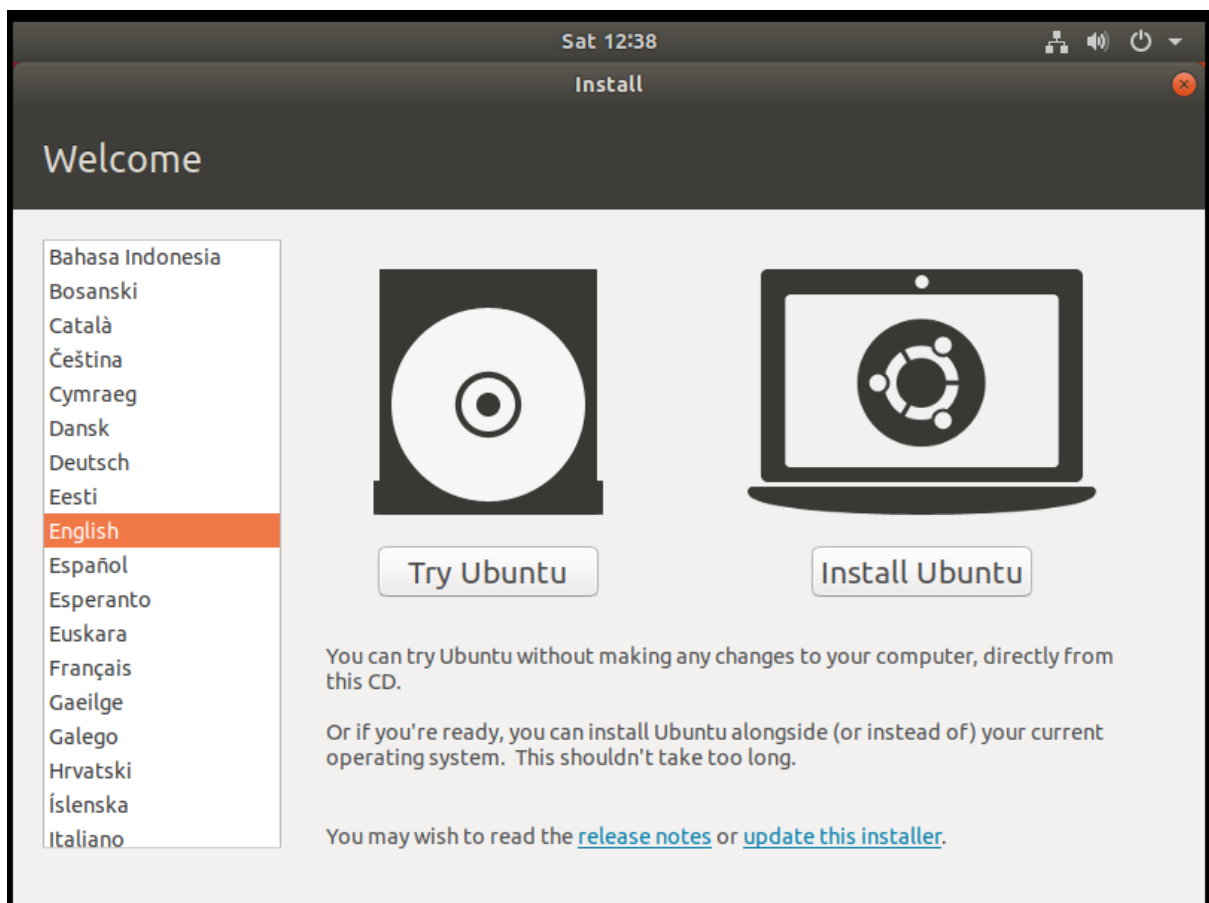 Sat 12:38
Install
Welcome
Bahasa Indonesia
Bosanski
Català
Čeština
Cymraeg
Dansk
Deutsch
Eesti
English
Español
Esperanto
Euskara
Français
Gaeilge
Galego
Hrvatski
Íslenska
Italiano
Try Ubuntu
Install Ubuntu
You can try Ubuntu without making any changes to your computer, directly from
this CD.
Or if you're ready, you can install Ubuntu alongside (or instead of) your current
operating system.  This shouldn't take too long.
You may wish to read the release notes or update this installer.